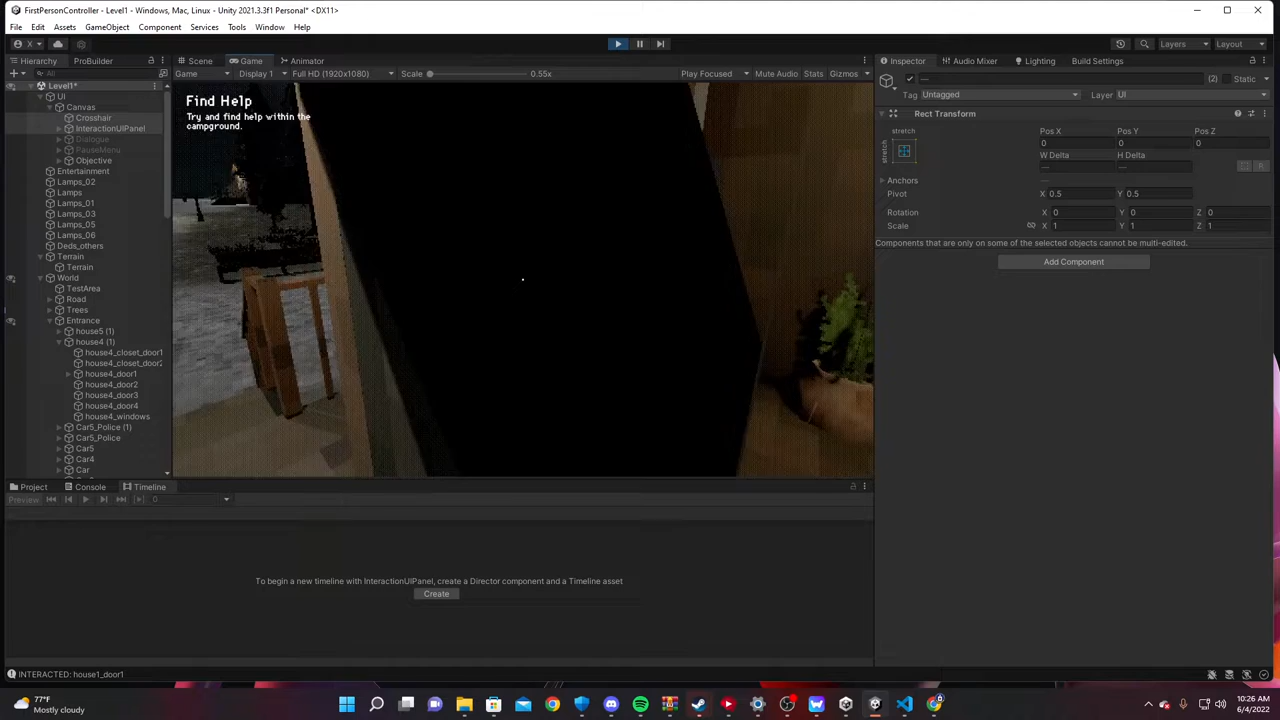 FirstPersonController - Level1 - Windows, Mac, Linux - Unity 2021.3.3f1 Personal* <DX11>
File Edit Assets GameObject Component Services Tools Window Help
X Layers Layout
Hierarchy ProBuilder Scene Game Animator Inspector Audio Mixer Lighting Build Settings
All Game Display 1 Full HD (1920x1080) Scale 0.55x Play Focused Mute Audio Stats Gizmos — (2) Static
Tag Untagged Layer UI
Level1*
UI
Canvas
Crosshair
InteractionUIPanel
Dialogue
PauseMenu
Objective
Entertainment
Lamps_02
Lamps
Lamps_01
Lamps_03
Lamps_05
Lamps_06
Deds_others
Terrain
Terrain
World
TestArea
Road
Trees
Entrance
house5 (1)
house4 (1)
house4_closet_door1
house4_closet_door2
house4_door1
house4_door2
house4_door3
house4_door4
house4_windows
Car5_Police (1)
Car5_Police
Car5
Car4
Car
Find Help
Try and find help within the
campground.
Rect Transform
stretch
stretch
Pos X Pos Y Pos Z
0 0 0
W Delta H Delta
— —
Anchors —
Pivot X 0.5 Y 0.5
Rotation X 0 Y 0 Z 0
Scale X 1 Y 1 Z 1
Components that are only on some of the selected objects cannot be multi-edited.
Add Component
Project Console Timeline
Preview 0
To begin a new timeline with InteractionUIPanel, create a Director component and a Timeline asset
Create
INTERACTED: house1_door1
77°F
Mostly cloudy
10:26 AM
6/4/2022